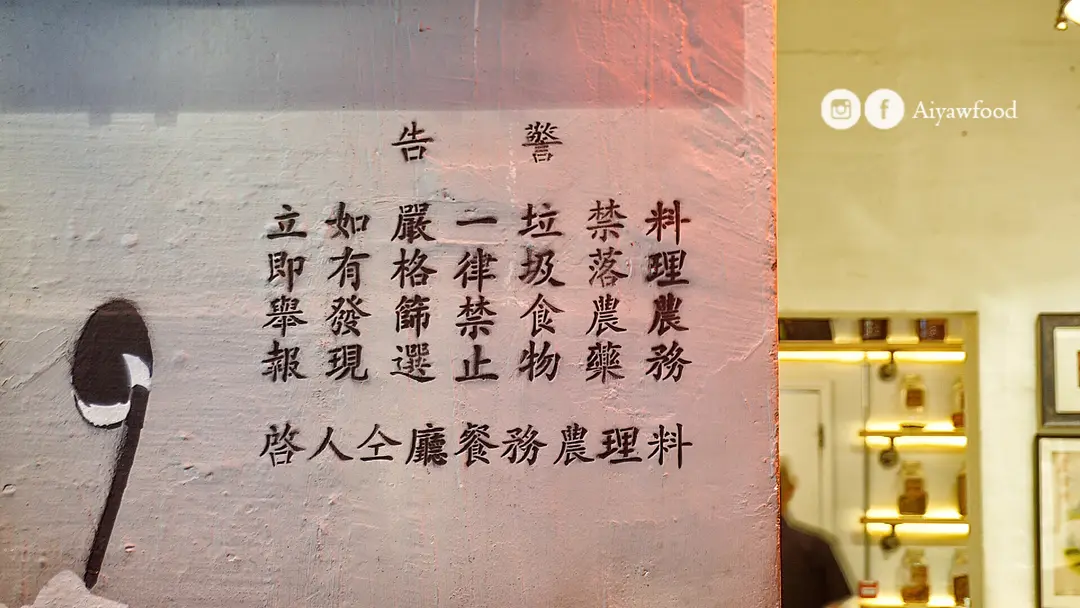 警告
料理農務
禁落農藥
垃圾食物
一律禁止
嚴格篩選
如有發現
立即舉報
料理農務餐廳仝人啓
Aiyawfood